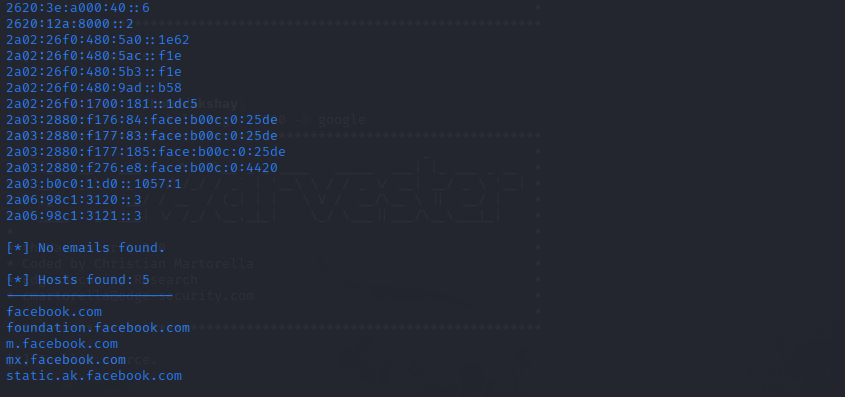 2620:3e:a000:40::6
2620:12a:8000::2
2a02:26f0:480:5a0::1e62
2a02:26f0:480:5ac::f1e
2a02:26f0:480:5b3::f1e
2a02:26f0:480:9ad::b58
2a02:26f0:1700:181::1dc5
2a03:2880:f176:84:face:b00c:0:25de
google
2a03:2880:f177:83:face:b00c:0:25de
2a03:2880:f177:185:face:b00c:0:25de
2a03:2880:f276:e8:face:b00c:0:4420
2a03:b0c0:1:d0::1057:1
2a06:98c1:3120::3
2a06:98c1:3121::3
[*] No emails found.
* Coded by Christian Martorella
[*] Hosts found: 5
facebook.com
foundation.facebook.com
m.facebook.com
mx.facebook.com
static.ak.facebook.com